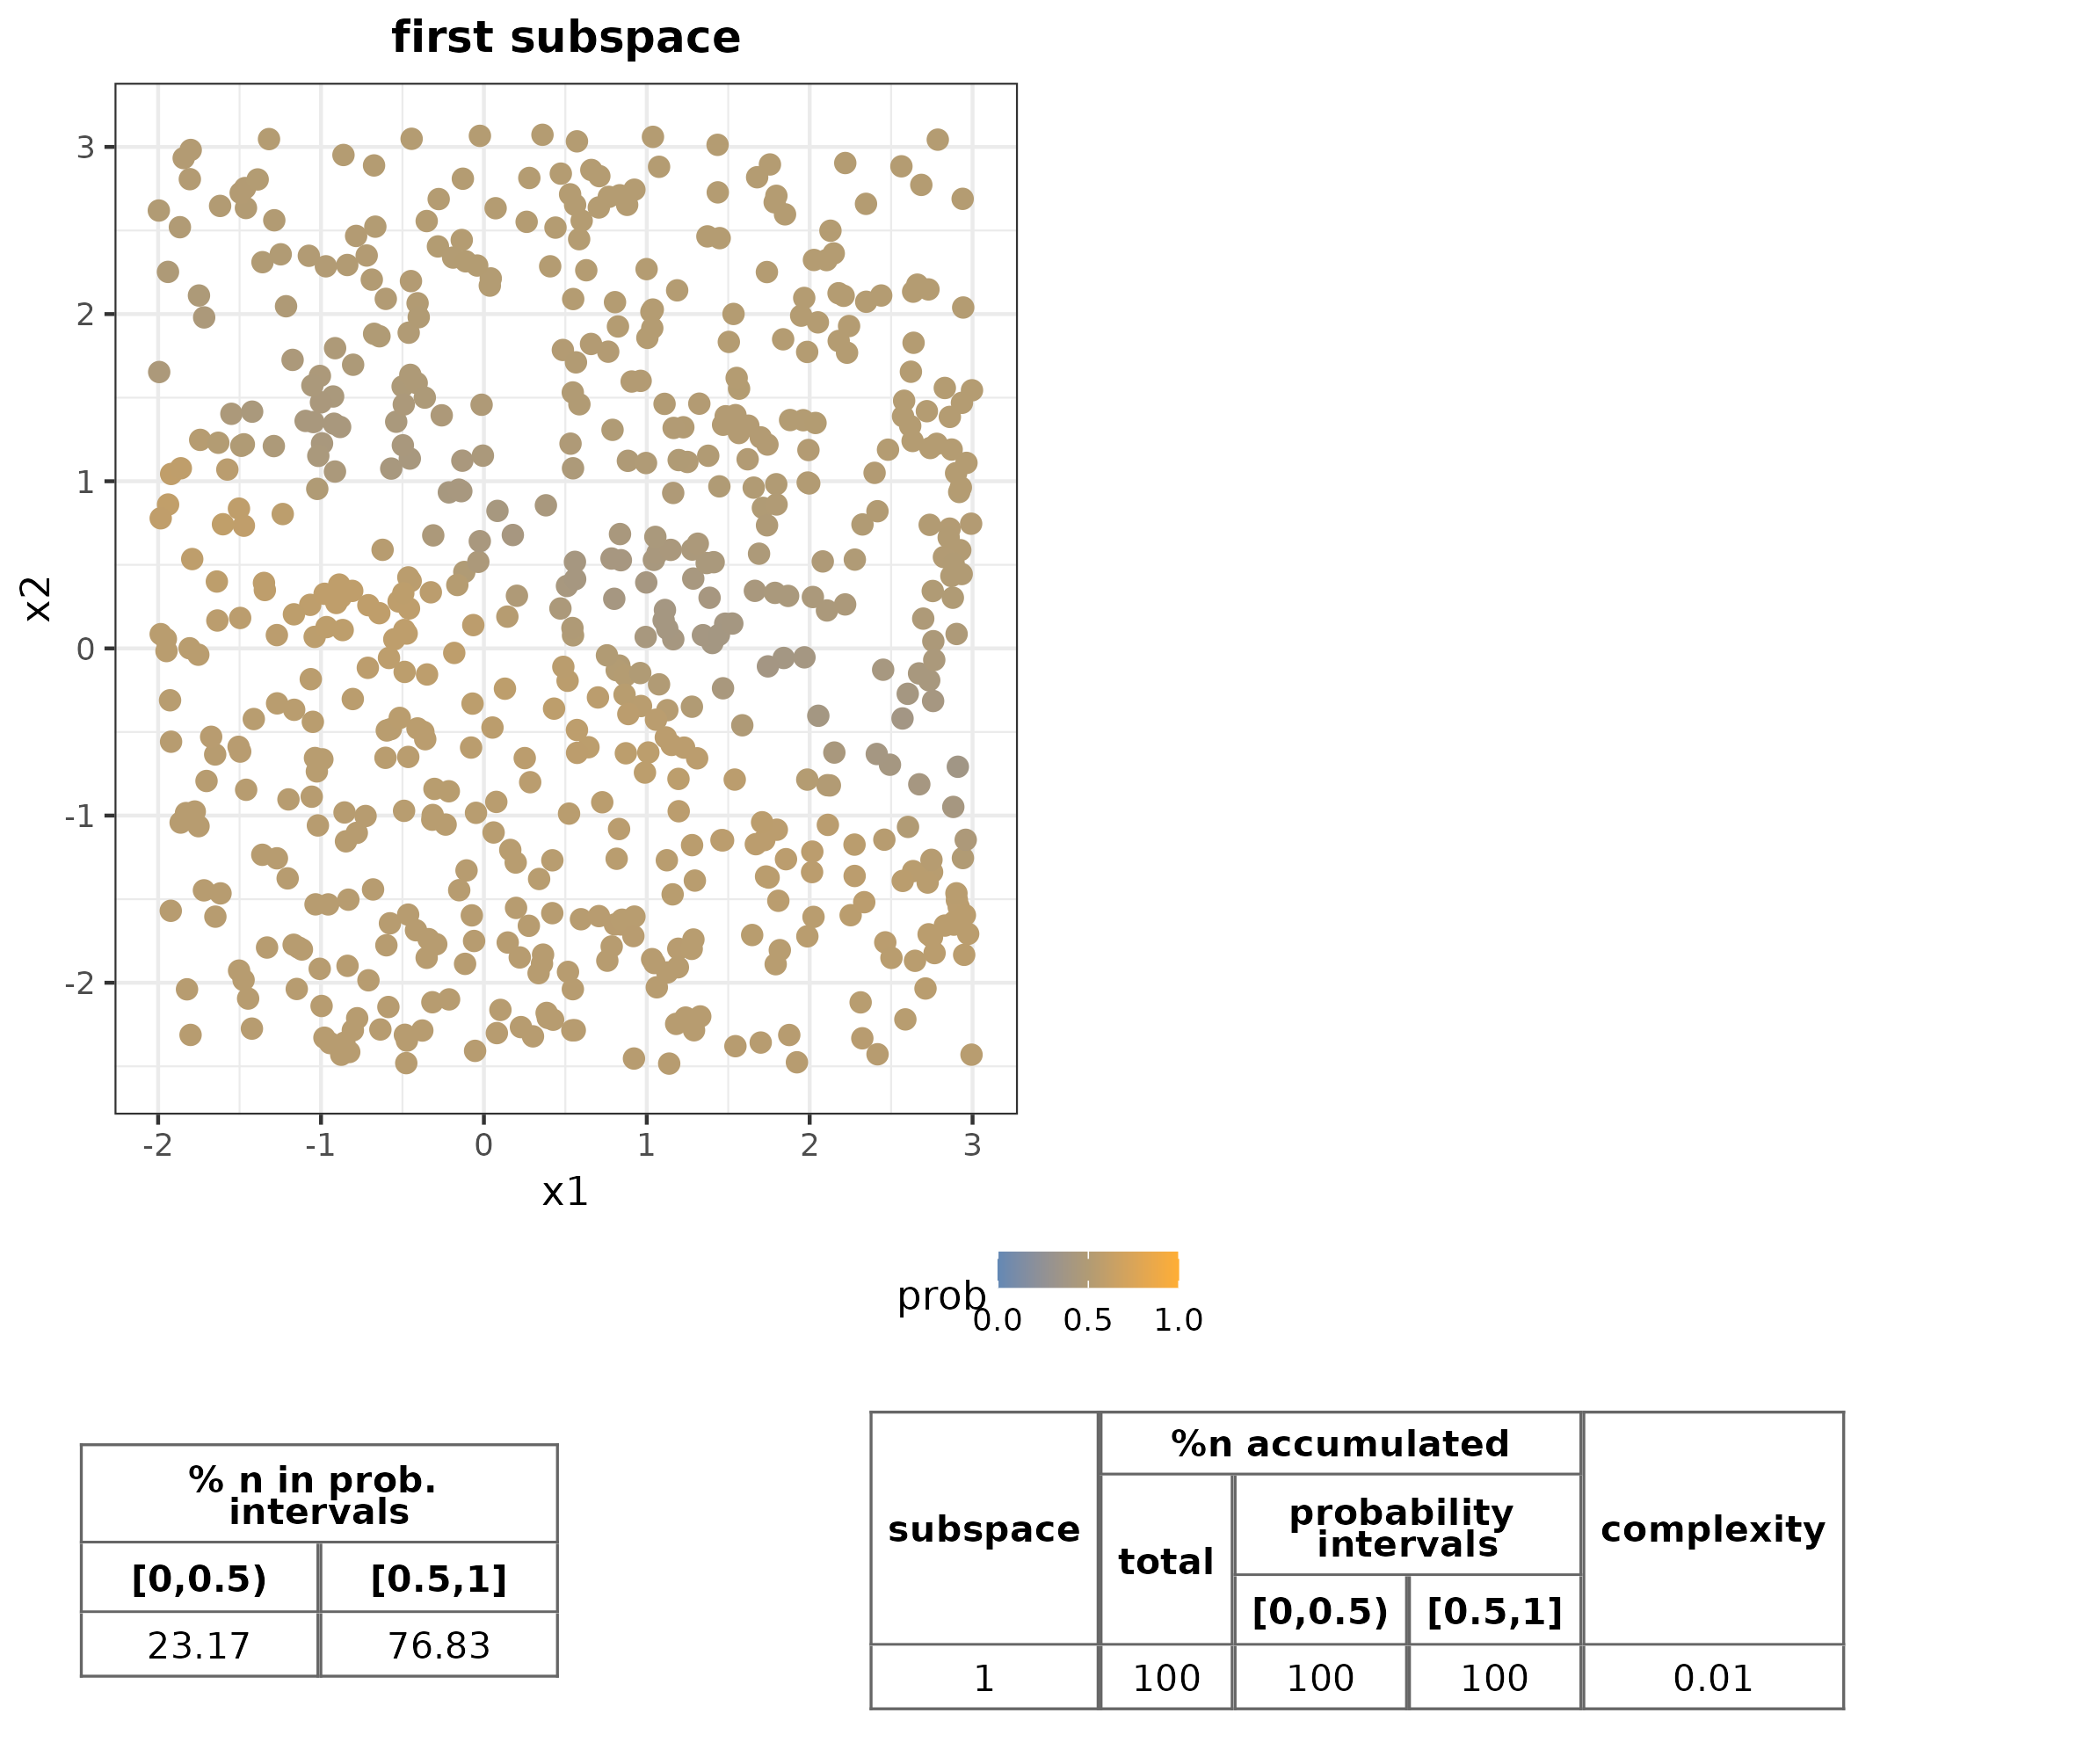 first subspace
3
2
1
0
-1
-2
x2
-2 -1 0 1 2 3
x1
prob
0.0 0.5 1.0
% n in prob.
intervals
[0,0.5) [0.5,1]
23.17 76.83
%n accumulated
subspace
total
probability
intervals
complexity
[0,0.5) [0.5,1]
1 100 100 100 0.01